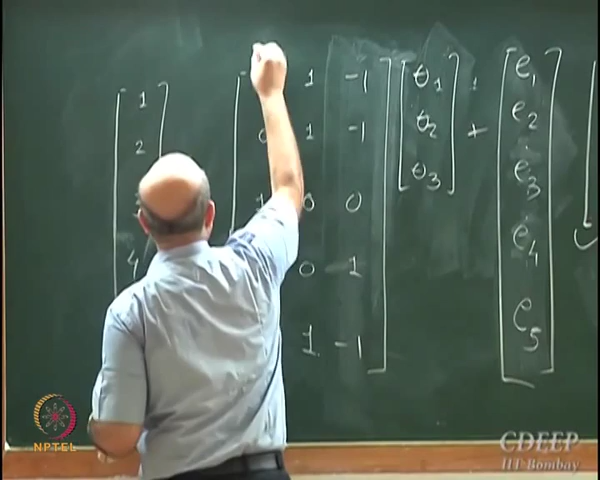 1 1 -1 θ1 e1
2 0 1 -1 θ2 + e2
1 0 0 θ3 e3
4 0 1 e4
1 -1 e5
NPTEL
CDEEP
IIT Bombay